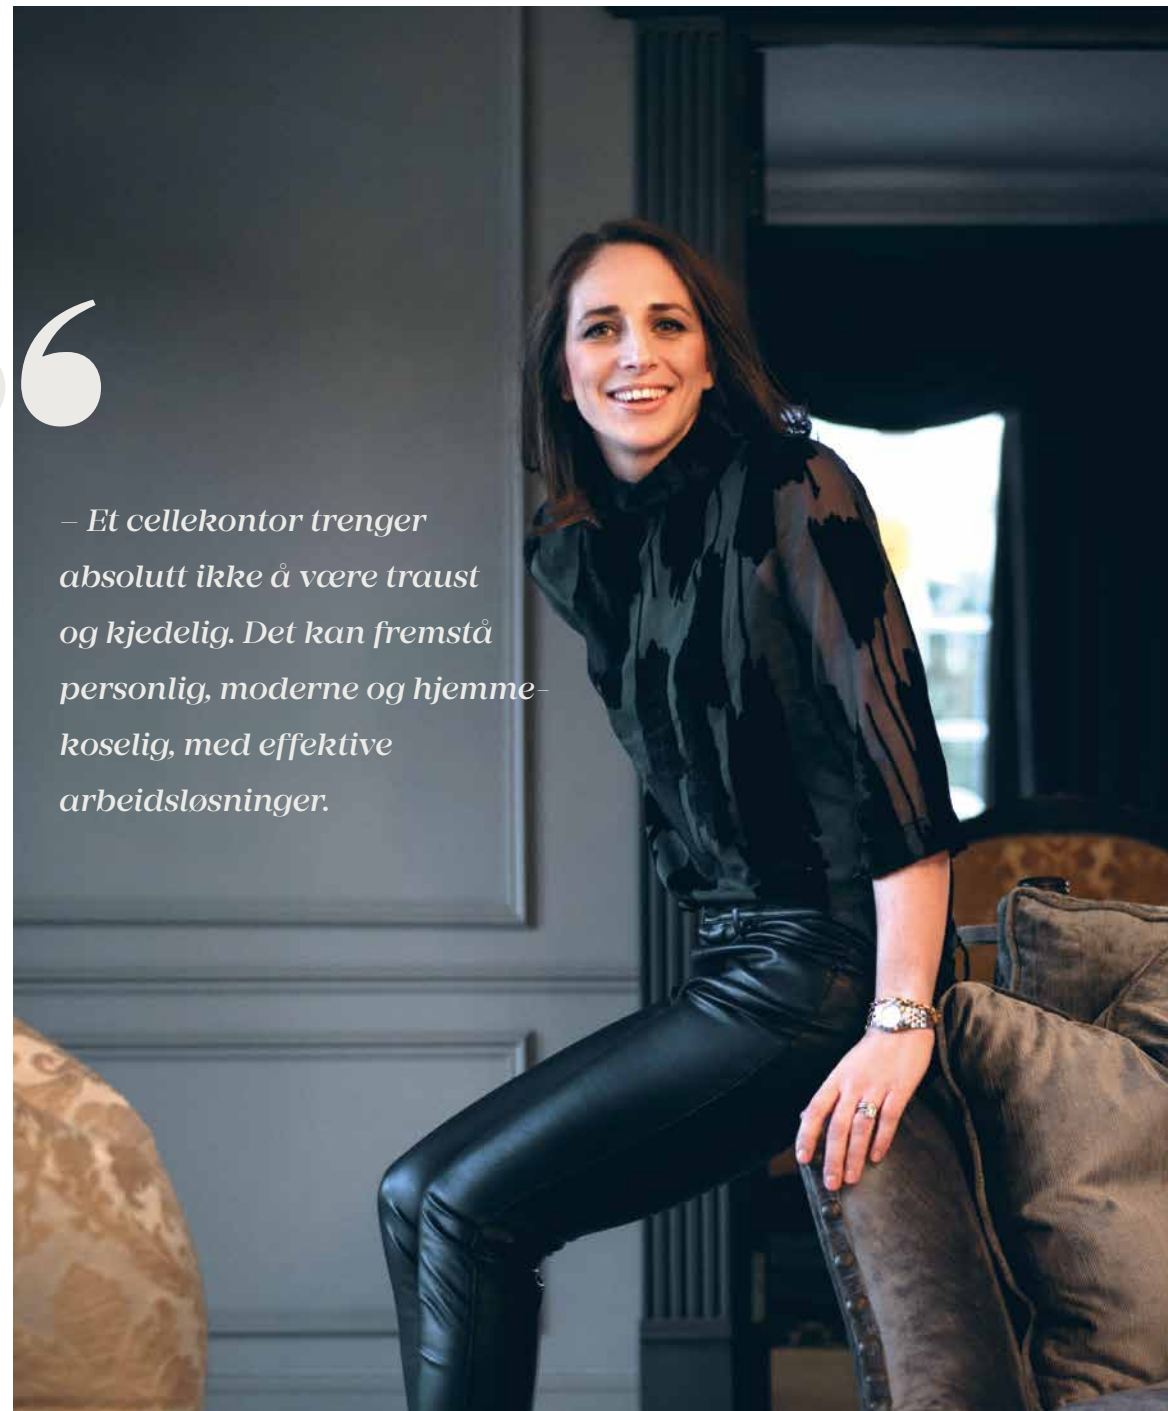 – Et cellekontor trenger
absolutt ikke å være traust
og kjedelig. Det kan fremstå
personlig, moderne og hjemme-
koselig, med effektive
arbeidsløsninger.